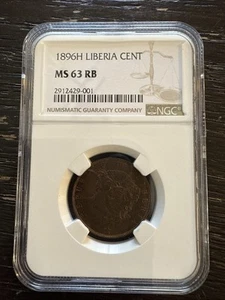 1896H LIBERIA CENT
MS 63 RB
2912429-001
NUMISMATIC GUARANTY COMPANY
NGC